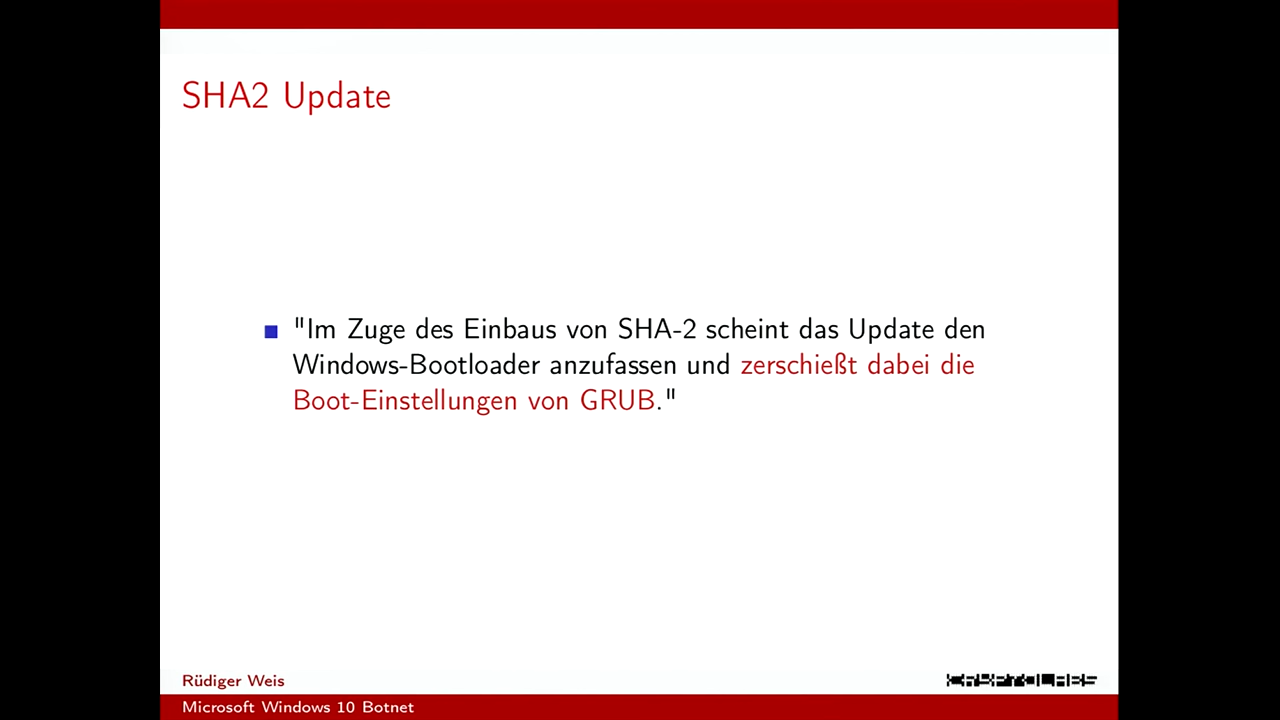 SHA2 Update
"Im Zuge des Einbaus von SHA-2 scheint das Update den
Windows-Bootloader anzufassen und zerschießt dabei die
Boot-Einstellungen von GRUB."
Rüdiger Weis
CRYPTOLABS
Microsoft Windows 10 Botnet